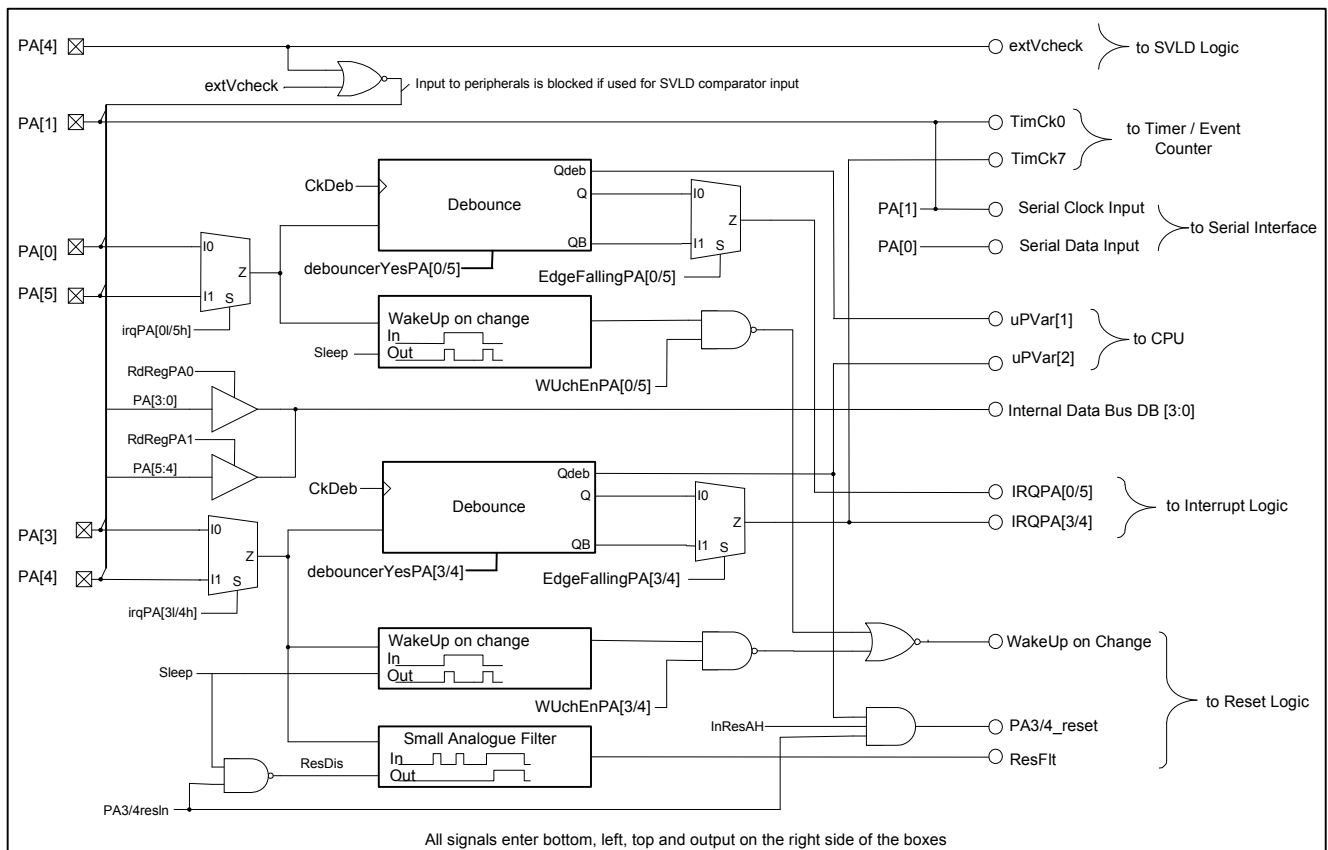 PA[4]
extVcheck
to SVLD Logic
extVcheck
Input to peripherals is blocked if used for SVLD comparator input
PA[1]
TimCk0
to Timer / Event
Counter
TimCk7
Qdeb
CkDeb
Debounce
Q
QB
I0
I1
S
Z
PA[1]
Serial Clock Input
to Serial Interface
PA[0]
Serial Data Input
PA[0]
PA[5]
I0
I1
S
Z
debouncerYesPA[0/5]
EdgeFallingPA[0/5]
irqPA[0l/5h]
WakeUp on change
In
Out
Sleep
WUchEnPA[0/5]
uPVar[1]
to CPU
uPVar[2]
RdRegPA0
PA[3:0]
Internal Data Bus DB [3:0]
RdRegPA1
PA[5:4]
Qdeb
CkDeb
Debounce
Q
QB
I0
I1
S
Z
IRQPA[0/5]
to Interrupt Logic
IRQPA[3/4]
PA[3]
PA[4]
I0
I1
S
Z
debouncerYesPA[3/4]
EdgeFallingPA[3/4]
irqPA[3l/4h]
WakeUp on change
In
Out
Sleep
WUchEnPA[3/4]
WakeUp on Change
to Reset Logic
Small Analogue Filter
In
Out
InResAH
PA3/4_reset
ResDis
ResFlt
PA3/4resIn
All signals enter bottom, left, top and output on the right side of the boxes